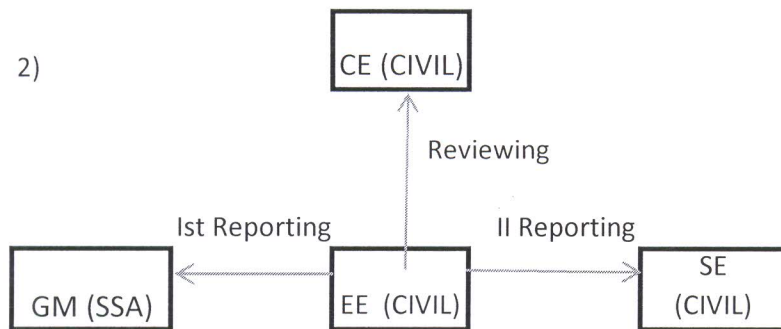 2)
CE (CIVIL)
Reviewing
Ist Reporting
II Reporting
GM (SSA)
EE (CIVIL)
SE
(CIVIL)